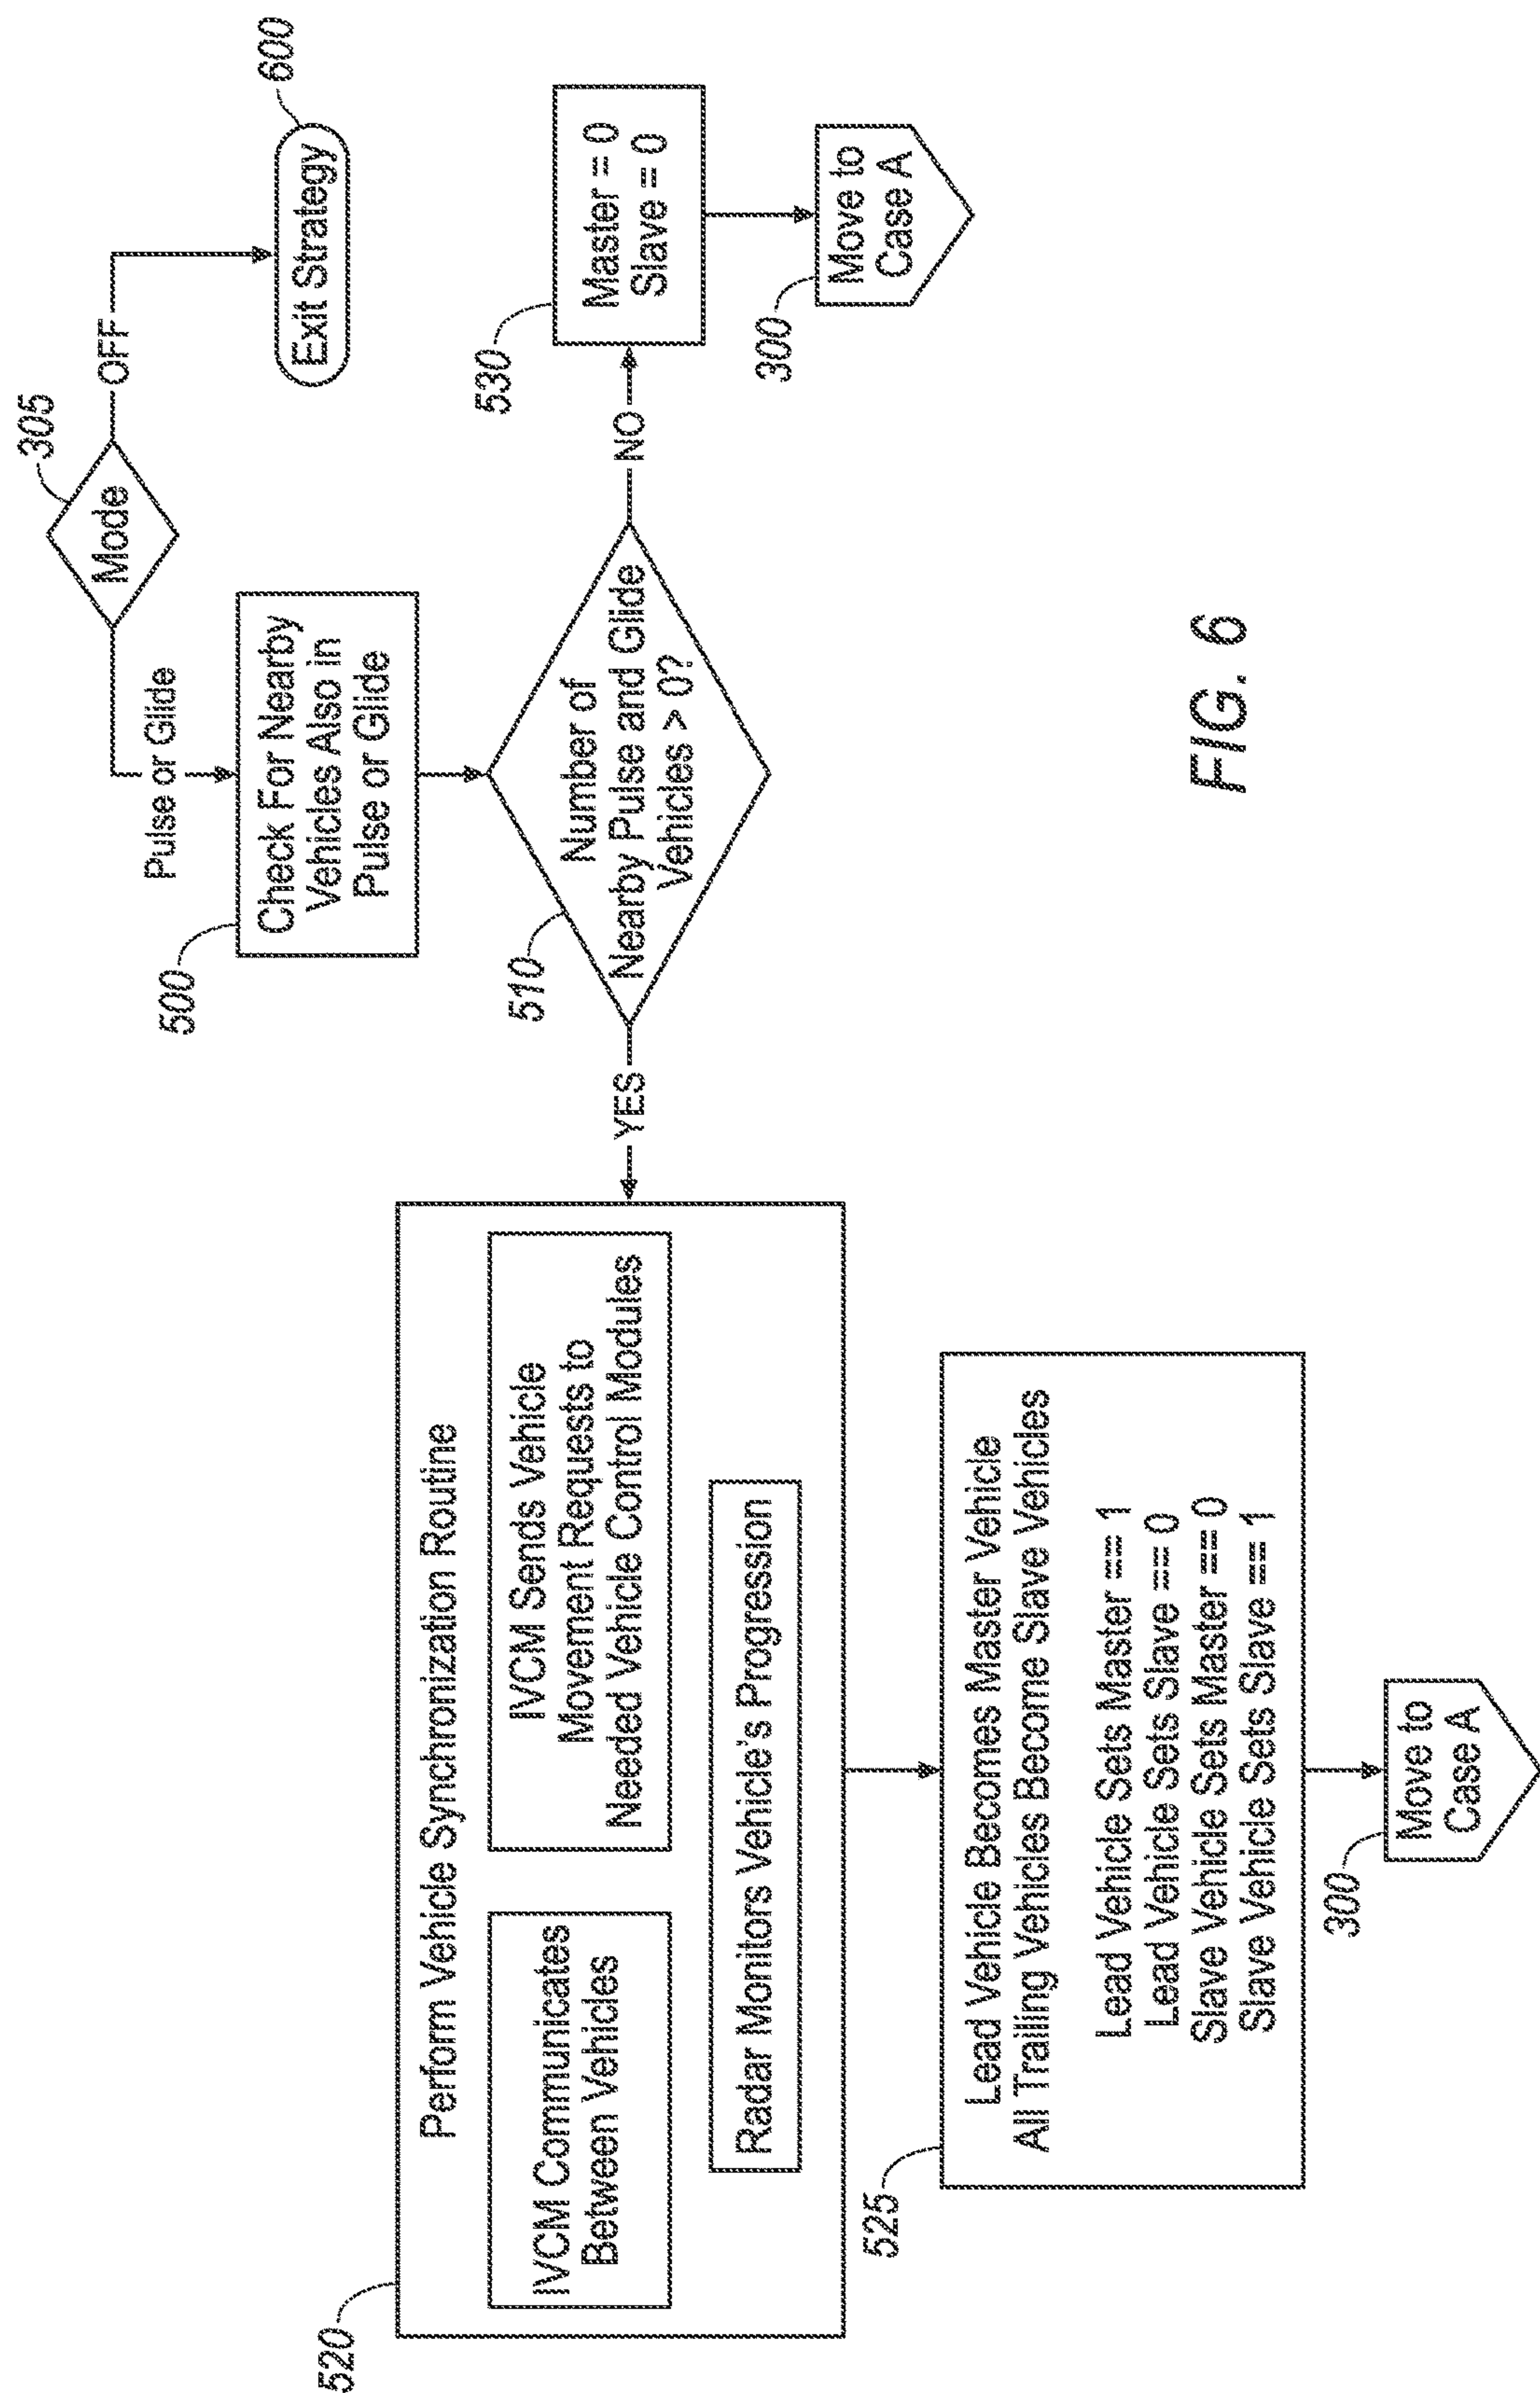 305
Mode
OFF
600
Exit Strategy
Pulse or Glide
500
Check For Nearby
Vehicles Also in
Pulse or Glide
510
Number of
Nearby Pulse and Glide
Vehicles > 0?
YES
NO
530
Master = 0
Slave = 0
300
Move to
Case A
520
Perform Vehicle Synchronization Routine
IVCM Communicates
Between Vehicles
IVCM Sends Vehicle
Movement Requests to
Needed Vehicle Control Modules
Radar Monitors Vehicle's Progression
525
Lead Vehicle Becomes Master Vehicle
All Trailling Vehicles Become Slave Vehicles
Lead Vehicle Sets Master == 1
Lead Vehicle Sets Slave == 0
Slave Vehicle Sets Master == 0
Slave Vehicle Sets Slave == 1
300
Move to
Case A
FIG. 6